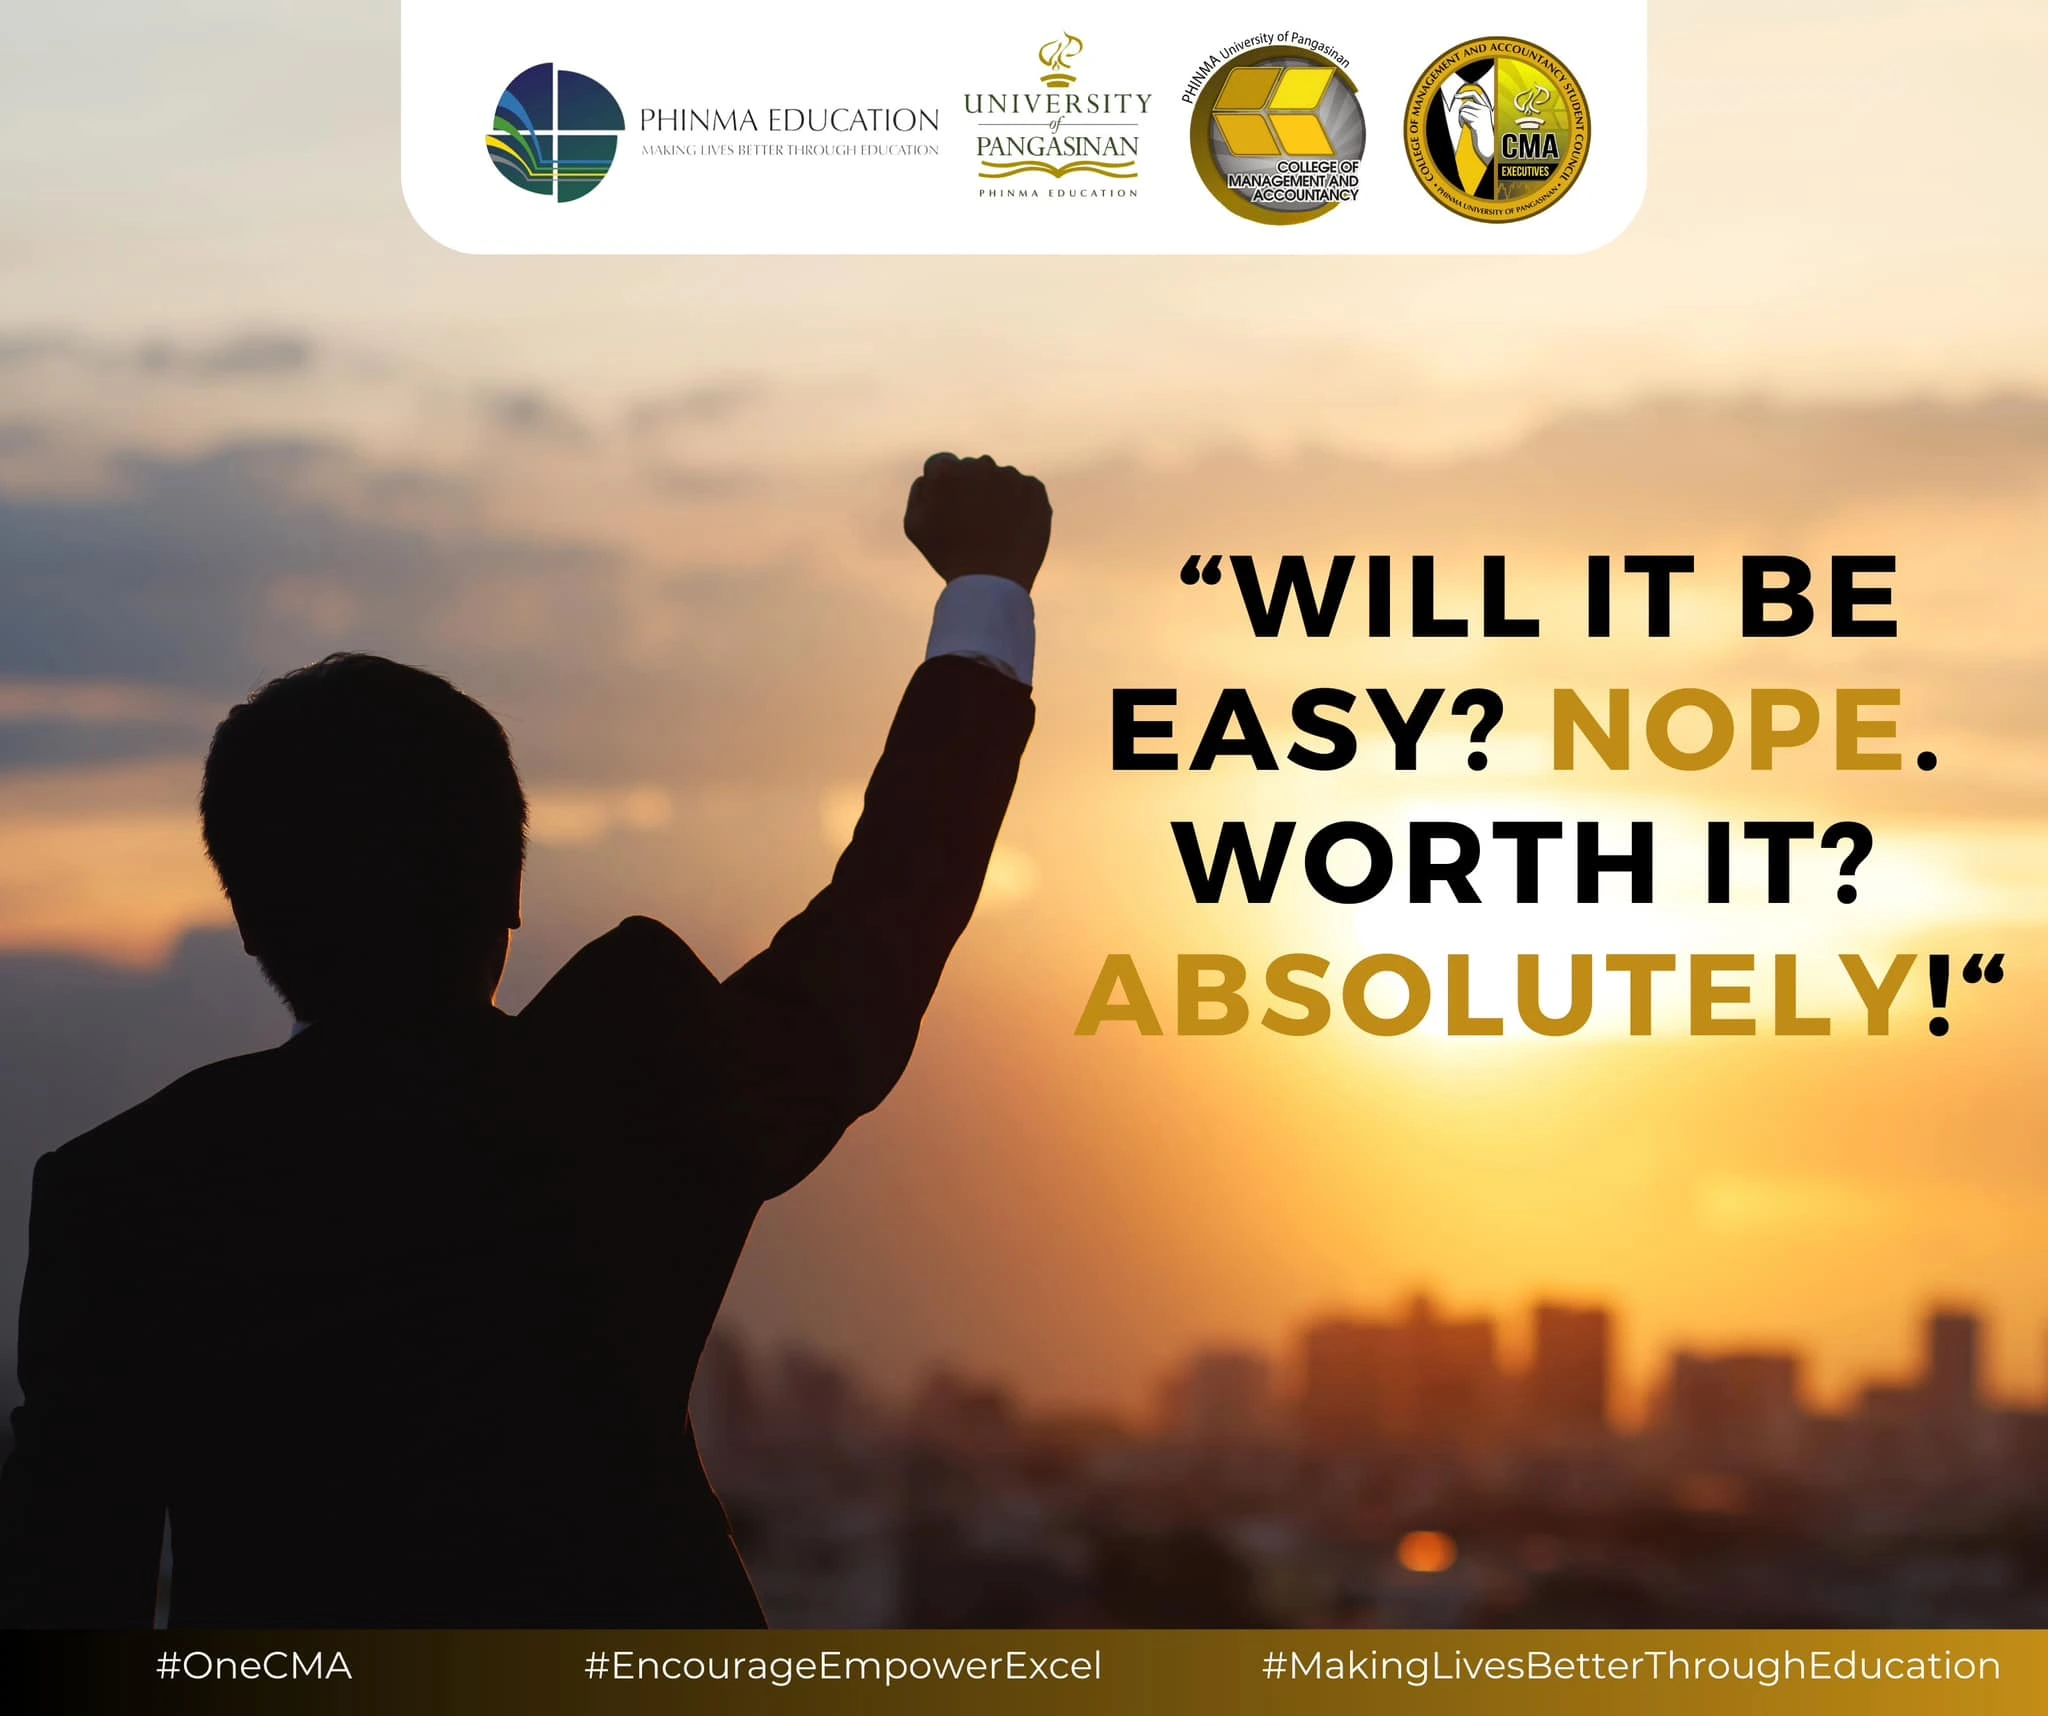 PHINMA EDUCATION
MAKING LIVES BETTER THROUGH EDUCATION
UNIVERSITY
of
PANGASINAN
PHINMA EDUCATION
PHINMA University of Pangasinan
COLLEGE OF
MANAGEMENT AND
ACCOUNTANCY
COLLEGE OF MANAGEMENT AND ACCOUNTANCY STUDENT COUNCIL
CMA
EXECUTIVES
PHINMA UNIVERSITY OF PANGASINAN
“WILL IT BE
EASY? NOPE.
WORTH IT?
ABSOLUTELY!“
#OneCMA
#EncourageEmpowerExcel
#MakingLivesBetterThroughEducation